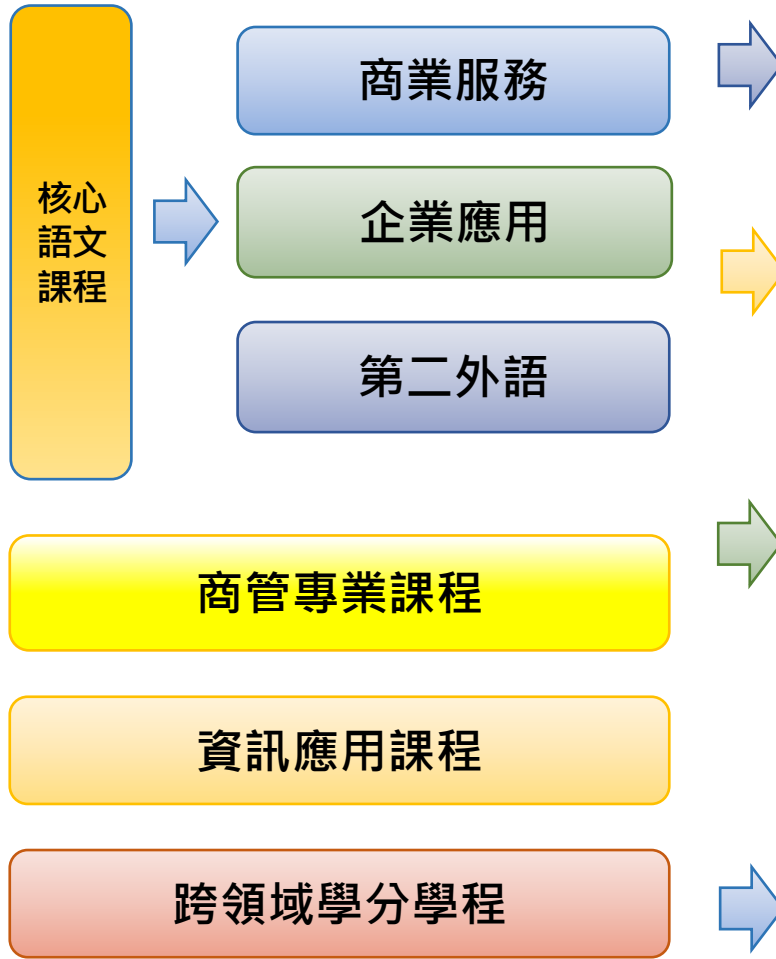 核心
語文
課程
商業服務
企業應用
第二外語
商管專業課程
資訊應用課程
跨領域學分學程